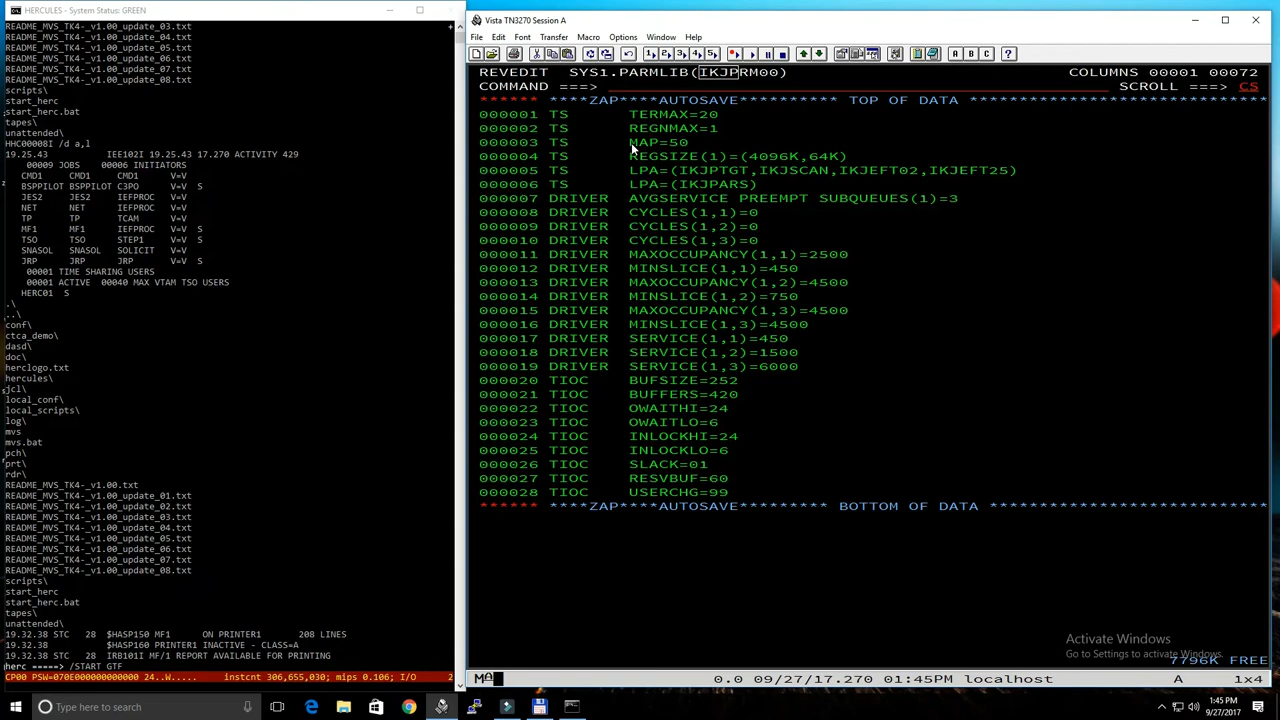 HERCULES - System Status: GREEN
README_MVS_TK4-_v1.00_update_03.txt
README_MVS_TK4-_v1.00_update_04.txt
README_MVS_TK4-_v1.00_update_05.txt
README_MVS_TK4-_v1.00_update_06.txt
README_MVS_TK4-_v1.00_update_07.txt
README_MVS_TK4-_v1.00_update_08.txt
scripts\
start_herc
start_herc.bat
tapes\
unattended\
HHC00008I /d a,l
19.25.43 IEE102I 19.25.43 17.270 ACTIVITY 429
00009 JOBS 00006 INITIATORS
CMD1 CMD1 CMD1 V=V
BSPPILOT BSPPILOT C3PO V=V S
JES2 JES2 IEFPROC V=V S
NET NET IEFPROC V=V
TP TP TCAM V=V
MF1 MF1 IEFPROC V=V S
TSO TSO STEP1 V=V S
SNASOL SNASOL SOLICIT V=V
JRP JRP JRP V=V S
00001 TIME SHARING USERS
00001 ACTIVE 00040 MAX VTAM TSO USERS
HERC01 S
.\
..\
conf\
ctca_demo\
dasd\
doc\
herclogo.txt
hercules\
jcl\
local_conf\
local_scripts\
log\
mvs
mvs.bat
pch\
prt\
rdr\
README_MVS_TK4-_v1.00.txt
README_MVS_TK4-_v1.00_update_01.txt
README_MVS_TK4-_v1.00_update_02.txt
README_MVS_TK4-_v1.00_update_03.txt
README_MVS_TK4-_v1.00_update_04.txt
README_MVS_TK4-_v1.00_update_05.txt
README_MVS_TK4-_v1.00_update_06.txt
README_MVS_TK4-_v1.00_update_07.txt
README_MVS_TK4-_v1.00_update_08.txt
scripts\
start_herc
start_herc.bat
tapes\
unattended\
19.32.38 STC 28 $HASP150 MF1 ON PRINTER1 208 LINES
19.32.38 $HASP160 PRINTER1 INACTIVE - CLASS=A
19.32.38 STC 28 IRB101I MF/1 REPORT AVAILABLE FOR PRINTING
herc =====> /START GTF
CP00 PSW=070E000000000000 24..W..... instcnt 306,655,030; mips 0.106; I/O 2
Vista TN3270 Session A
File Edit Font Transfer Macro Options Window Help
1 2 3 4 5 A B C ?
REVEDIT SYS1.PARMLIB(IKJPRM00) COLUMNS 00001 00072
COMMAND ===> SCROLL ===> CS
****** ****ZAP****AUTOSAVE********** TOP OF DATA ****************************
000001 TS TERMAX=20
000002 TS REGNMAX=1
000003 TS MAP=50
000004 TS REGSIZE(1)=(4096K,64K)
000005 TS LPA=(IKJPTGT,IKJSCAN,IKJEFT02,IKJEFT25)
000006 TS LPA=(IKJPARS)
000007 DRIVER AVGSERVICE PREEMPT SUBQUEUES(1)=3
000008 DRIVER CYCLES(1,1)=0
000009 DRIVER CYCLES(1,2)=0
000010 DRIVER CYCLES(1,3)=0
000011 DRIVER MAXOCCUPANCY(1,1)=2500
000012 DRIVER MINSLICE(1,1)=450
000013 DRIVER MAXOCCUPANCY(1,2)=4500
000014 DRIVER MINSLICE(1,2)=750
000015 DRIVER MAXOCCUPANCY(1,3)=4500
000016 DRIVER MINSLICE(1,3)=4500
000017 DRIVER SERVICE(1,1)=450
000018 DRIVER SERVICE(1,2)=1500
000019 DRIVER SERVICE(1,3)=6000
000020 TIOC BUFSIZE=252
000021 TIOC BUFFERS=420
000022 TIOC OWAITHI=24
000023 TIOC OWAITLO=6
000024 TIOC INLOCKHI=24
000025 TIOC INLOCKLO=6
000026 TIOC SLACK=01
000027 TIOC RESVBUF=60
000028 TIOC USERCHG=99
****** ****ZAP****AUTOSAVE********* BOTTOM OF DATA ****************************
Activate Windows
Go to Settings to activate Windows.
7796K FREE
MA 0.0 09/27/17.270 01:45PM localhost A 1x4
Type here to search
1:45 PM
9/27/2017